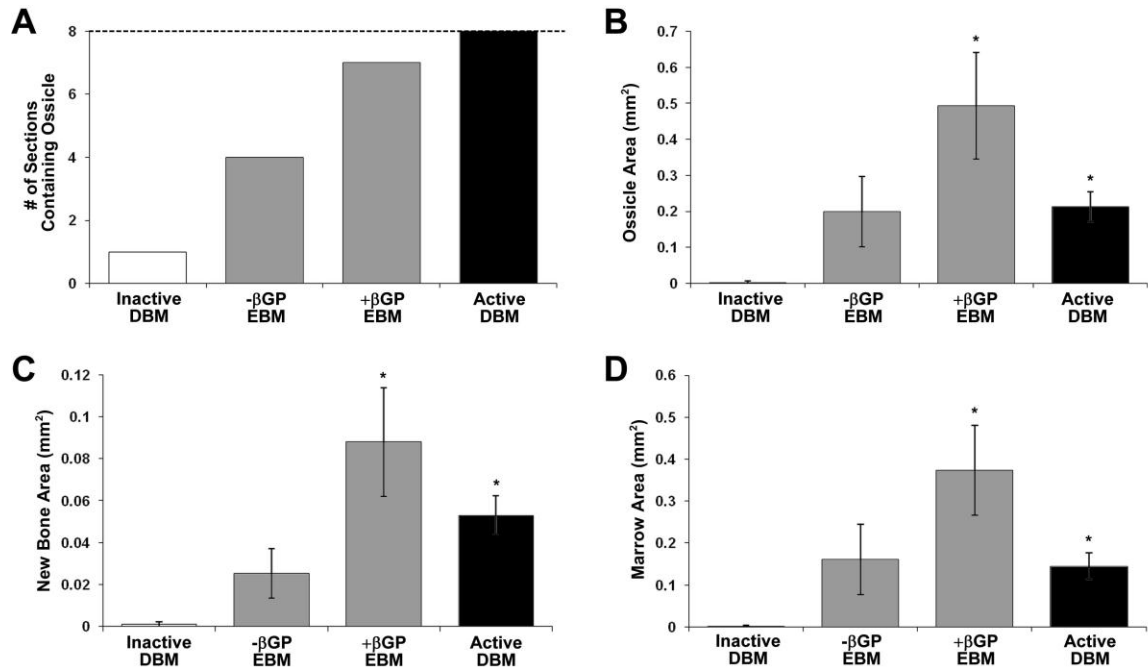 A
# of Sections
Containing Ossicle
8
6
4
2
0
Inactive
DBM
-βGP
EBM
+βGP
EBM
Active
DBM
B
Ossicle Area (mm²)
0.7
0.6
0.5
0.4
0.3
0.2
0.1
0
*
*
Inactive
DBM
-βGP
EBM
+βGP
EBM
Active
DBM
C
New Bone Area (mm²)
0.12
0.1
0.08
0.06
0.04
0.02
0
*
*
Inactive
DBM
-βGP
EBM
+βGP
EBM
Active
DBM
D
Marrow Area (mm²)
0.6
0.5
0.4
0.3
0.2
0.1
0
*
*
Inactive
DBM
-βGP
EBM
+βGP
EBM
Active
DBM